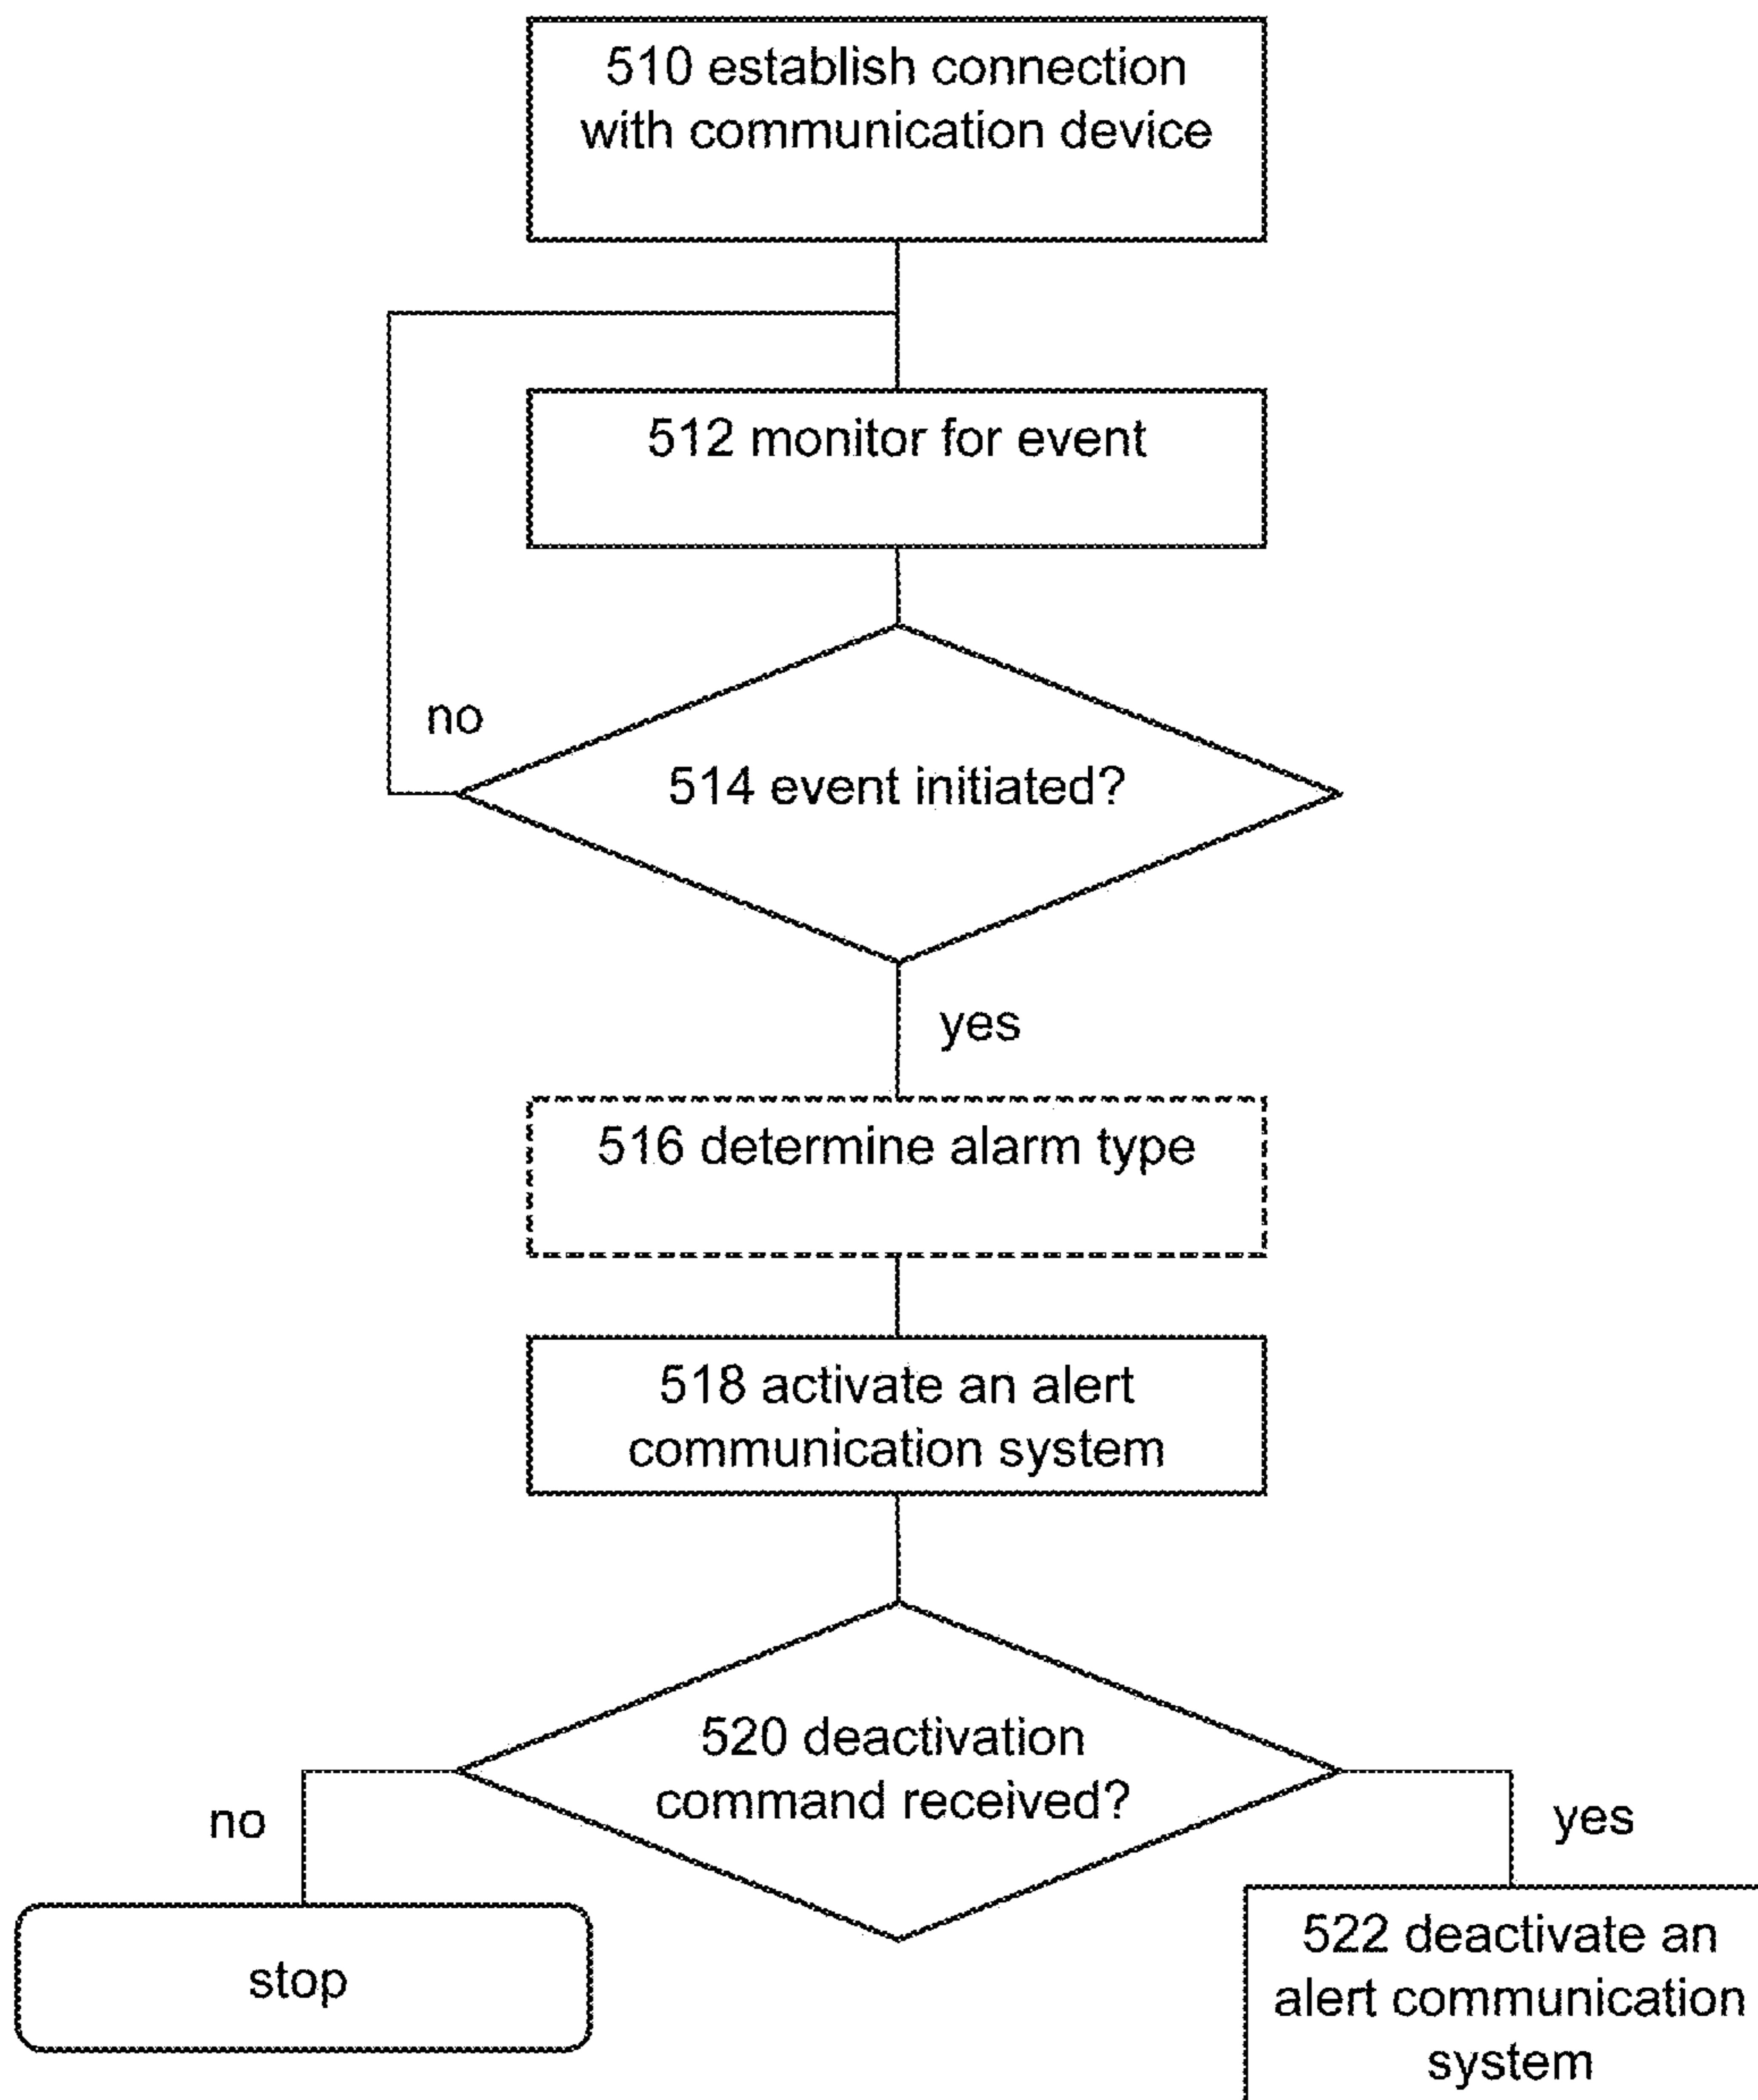 510 establish connection
with communication device
512 monitor for event
no
514 event initiated?
yes
516 determine alarm type
518 activate an alert
communication system
520 deactivation
command received?
no
yes
stop
522 deactivate an
alert communication
system